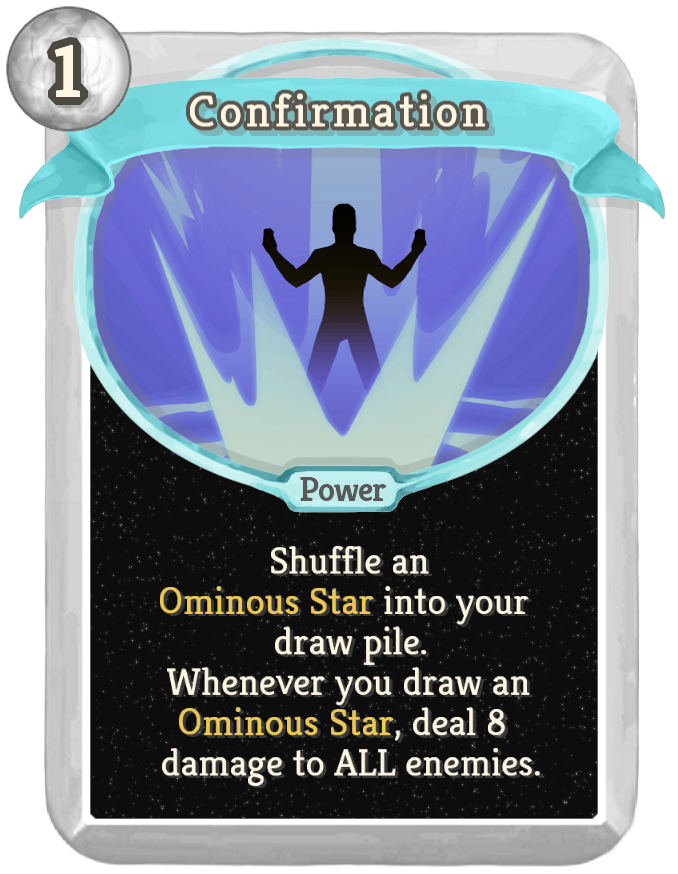 1
Confirmation
Power
Shuffle an
Ominous Star into your
draw pile.
Whenever you draw an
Ominous Star, deal 8
damage to ALL enemies.